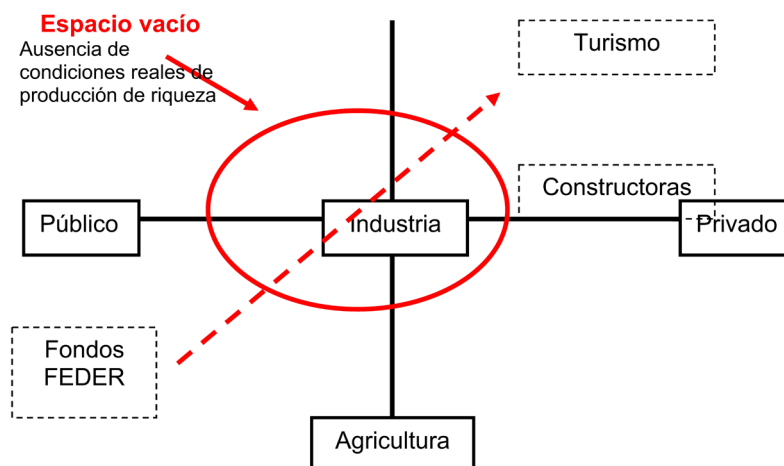 Espacio vacío
Ausencia de
condiciones reales de
producción de riqueza
Turismo
Constructoras
Público
Industria
Privado
Fondos
FEDER
Agricultura